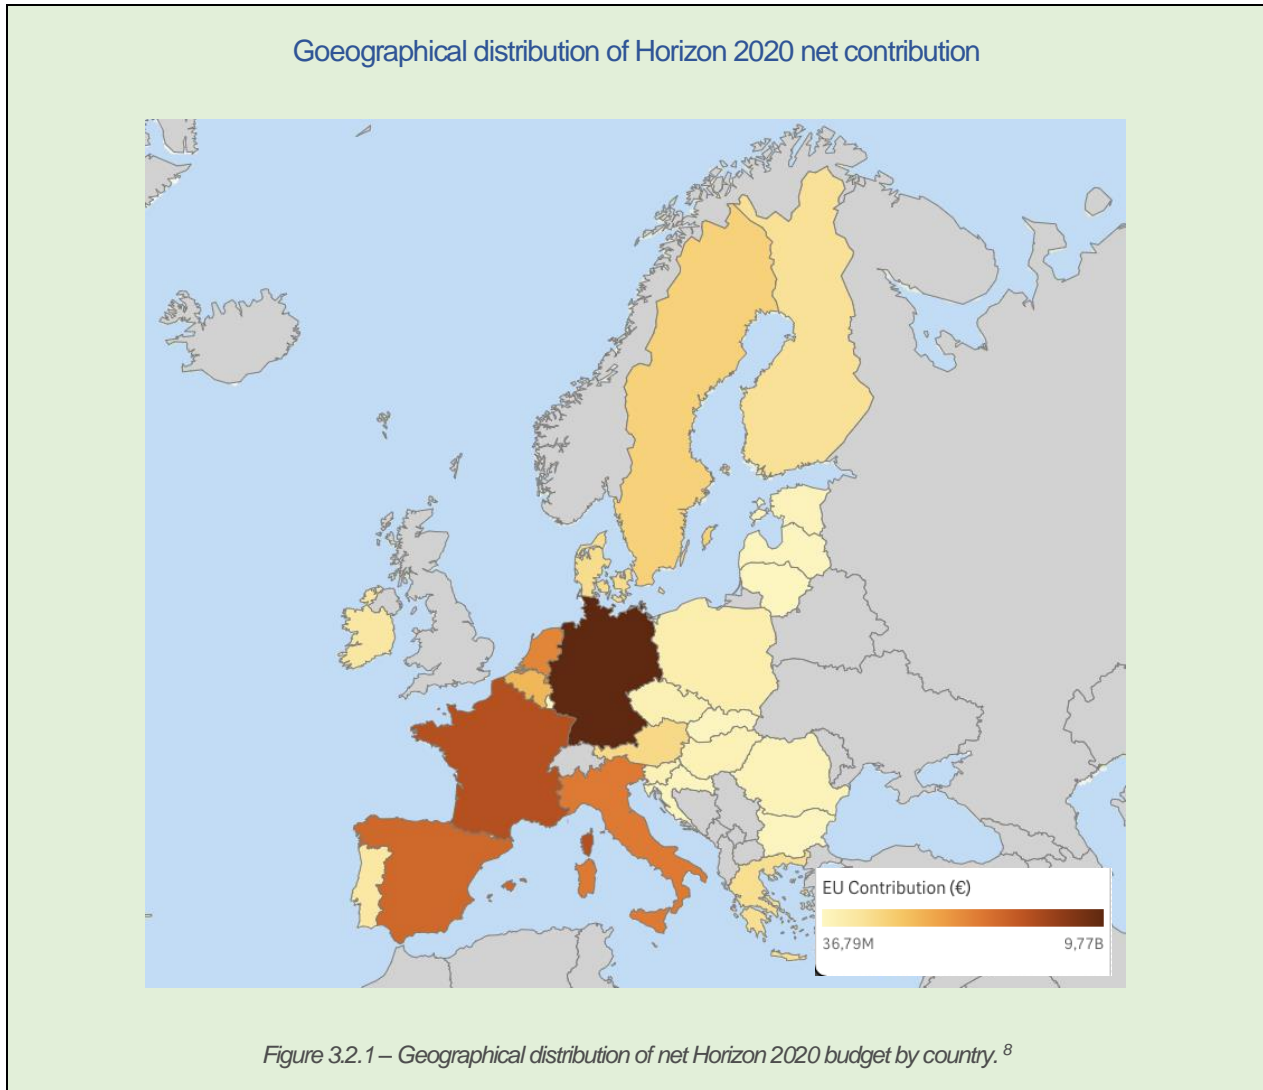 Goeographical distribution of Horizon 2020 net contribution
EU Contribution (€)
36,79M 9,77B
Figure 3.2.1 – Geographical distribution of net Horizon 2020 budget by country. 8